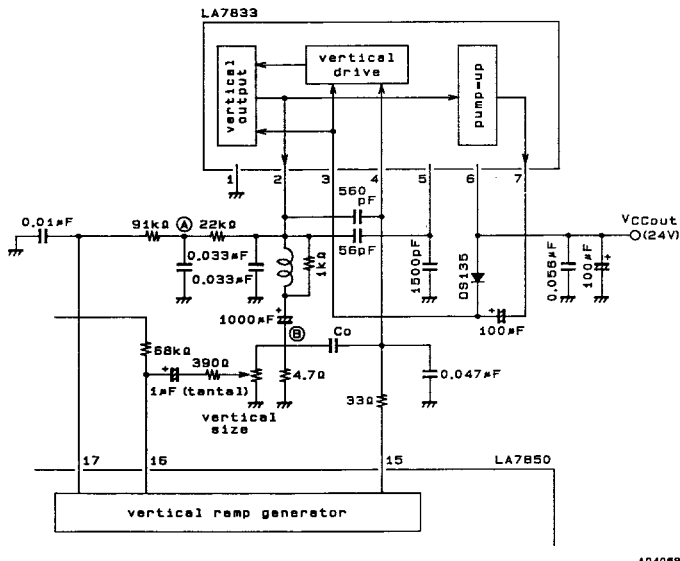 LA7833
vertical
drive
vertical
output
pump-up
1
2
3
4
5
6
7
560
pF
VCCout
(24V)
0.01µF
91kΩ
A
22kΩ
56pF
0.033µF
0.033µF
1kΩ
1500pF
DS135
0.056µF
100µF
+
1000µF
+
B
Co
+
100µF
68kΩ
390Ω
+
1µF (tantal)
4.7Ω
0.047µF
vertical
size
33Ω
17
16
15
LA7850
vertical ramp generator